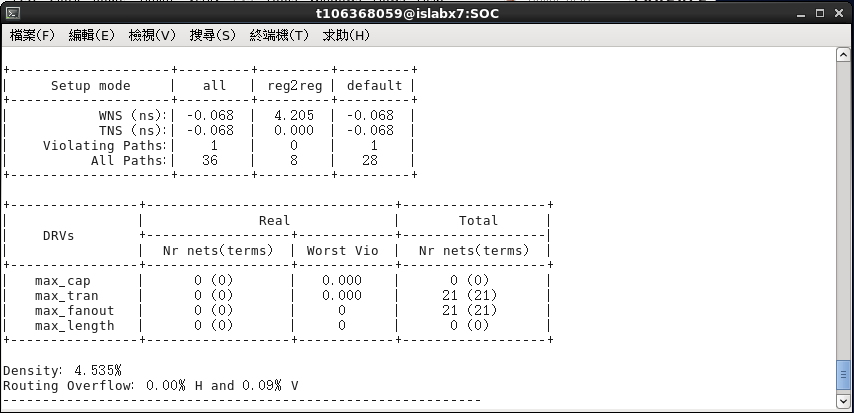 t106368059@islabx7:SOC
檔案(F) 編輯(E) 檢視(V) 搜尋(S) 終端機(T) 求助(H)
+--------------------+---------+---------+---------+
|     Setup mode     |   all   | reg2reg | default |
+--------------------+---------+---------+---------+
|           WNS (ns):| -0.068  |  4.205  | -0.068  |
|           TNS (ns):| -0.068  |  0.000  | -0.068  |
|    Violating Paths:|    1    |    0    |    1    |
|          All Paths:|   36    |    8    |   28    |
+--------------------+---------+---------+---------+
+----------------+-------------------------------+------------------+
|                |              Real             |       Total      |
|    DRVs        +------------------+------------+------------------|
|                |  Nr nets(terms)  | Worst Vio  |  Nr nets(terms)  |
+----------------+------------------+------------+------------------+
|   max_cap      |      0 (0)       |   0.000    |      0 (0)       |
|   max_tran     |      0 (0)       |   0.000    |     21 (21)      |
|   max_fanout   |      0 (0)       |     0      |     21 (21)      |
|   max_length   |      0 (0)       |     0      |      0 (0)       |
+----------------+------------------+------------+------------------+
Density: 4.535%
Routing Overflow: 0.00% H and 0.09% V
------------------------------------------------------------